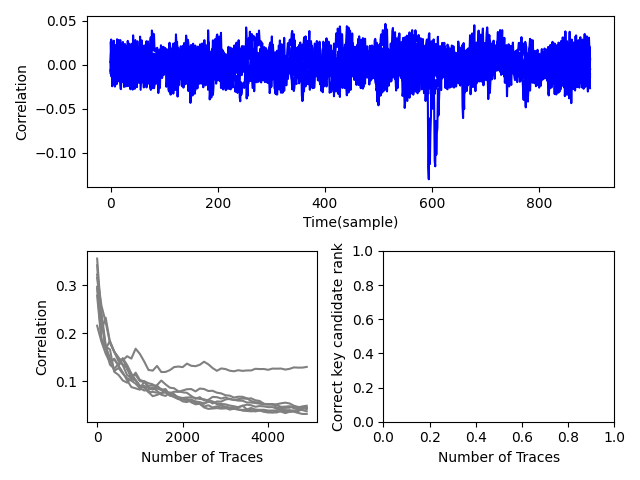 0.05
0.00
−0.05
−0.10
Correlation
0 200 400 600 800
Time(sample)
0.3
0.2
0.1
Correlation
0 2000 4000
Number of Traces
1.0
0.8
0.6
0.4
0.2
0.0
Correct key candidate rank
0.0 0.2 0.4 0.6 0.8 1.0
Number of Traces